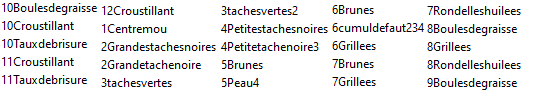 10Boulesdegraisse
10Croustillant
10Tauxdebrisure
11Croustillant
11Tauxdebrisure
12Croustillant
1Centremou
2Grandestachesnoires
2Grandetachenoire
3tachesvertes
3tachesvertes2
4Petitestachesnoires
4Petitetachenoire3
5Brunes
5Peau4
6Brunes
6cumuldefaut234
6Grillees
7Brunes
7Grillees
7Rondelleshuilees
8Boulesdegraisse
8Grillees
8Rondelleshuilees
9Boulesdegraisse